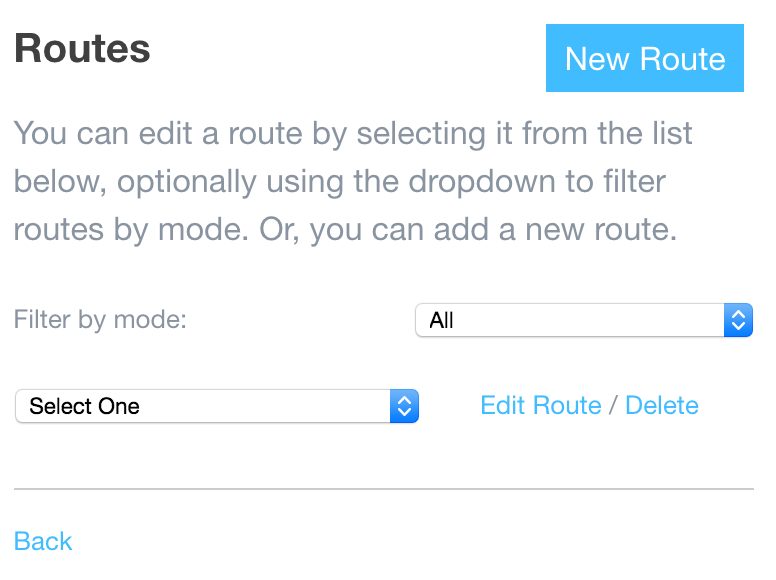 Routes
New Route
You can edit a route by selecting it from the list
below, optionally using the dropdown to filter
routes by mode. Or, you can add a new route.
Filter by mode:
All
Select One
Edit Route / Delete
Back